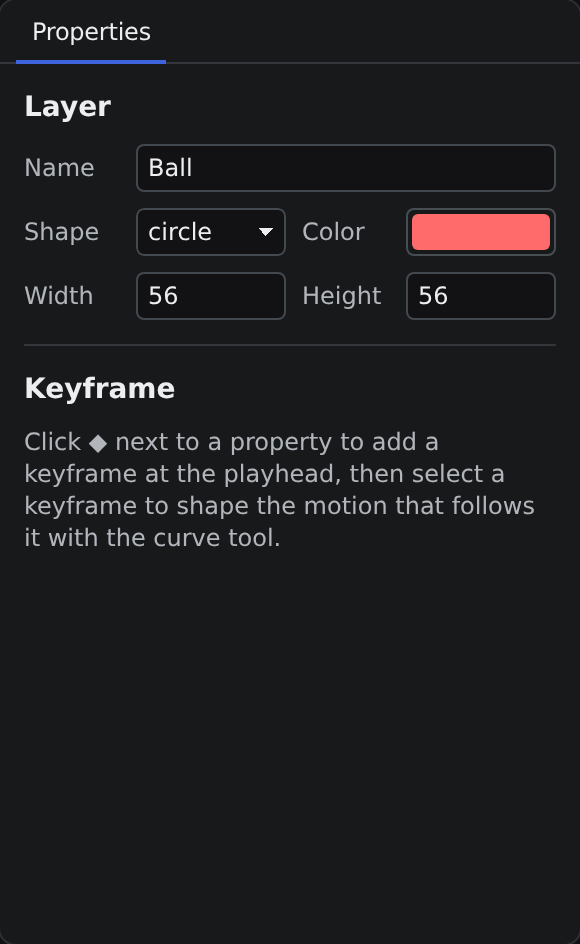 Properties
Layer
Name Ball
Shape circle Color
Width 56 Height 56
Keyframe
Click ◆ next to a property to add a
keyframe at the playhead, then select a
keyframe to shape the motion that follows
it with the curve tool.